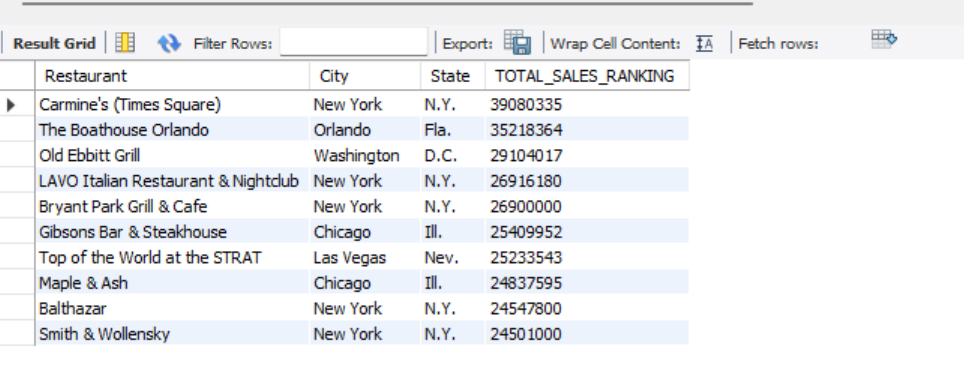 Result Grid Filter Rows: Export: Wrap Cell Content: IA Fetch rows:
Restaurant City State TOTAL_SALES_RANKING
Carmine's (Times Square) New York N.Y. 39080335
The Boathouse Orlando Orlando Fla. 35218364
Old Ebbitt Grill Washington D.C. 29104017
LAVO Italian Restaurant & Nightclub New York N.Y. 26916180
Bryant Park Grill & Cafe New York N.Y. 26900000
Gibsons Bar & Steakhouse Chicago Ill. 25409952
Top of the World at the STRAT Las Vegas Nev. 25233543
Maple & Ash Chicago Ill. 24837595
Balthazar New York N.Y. 24547800
Smith & Wollensky New York N.Y. 24501000